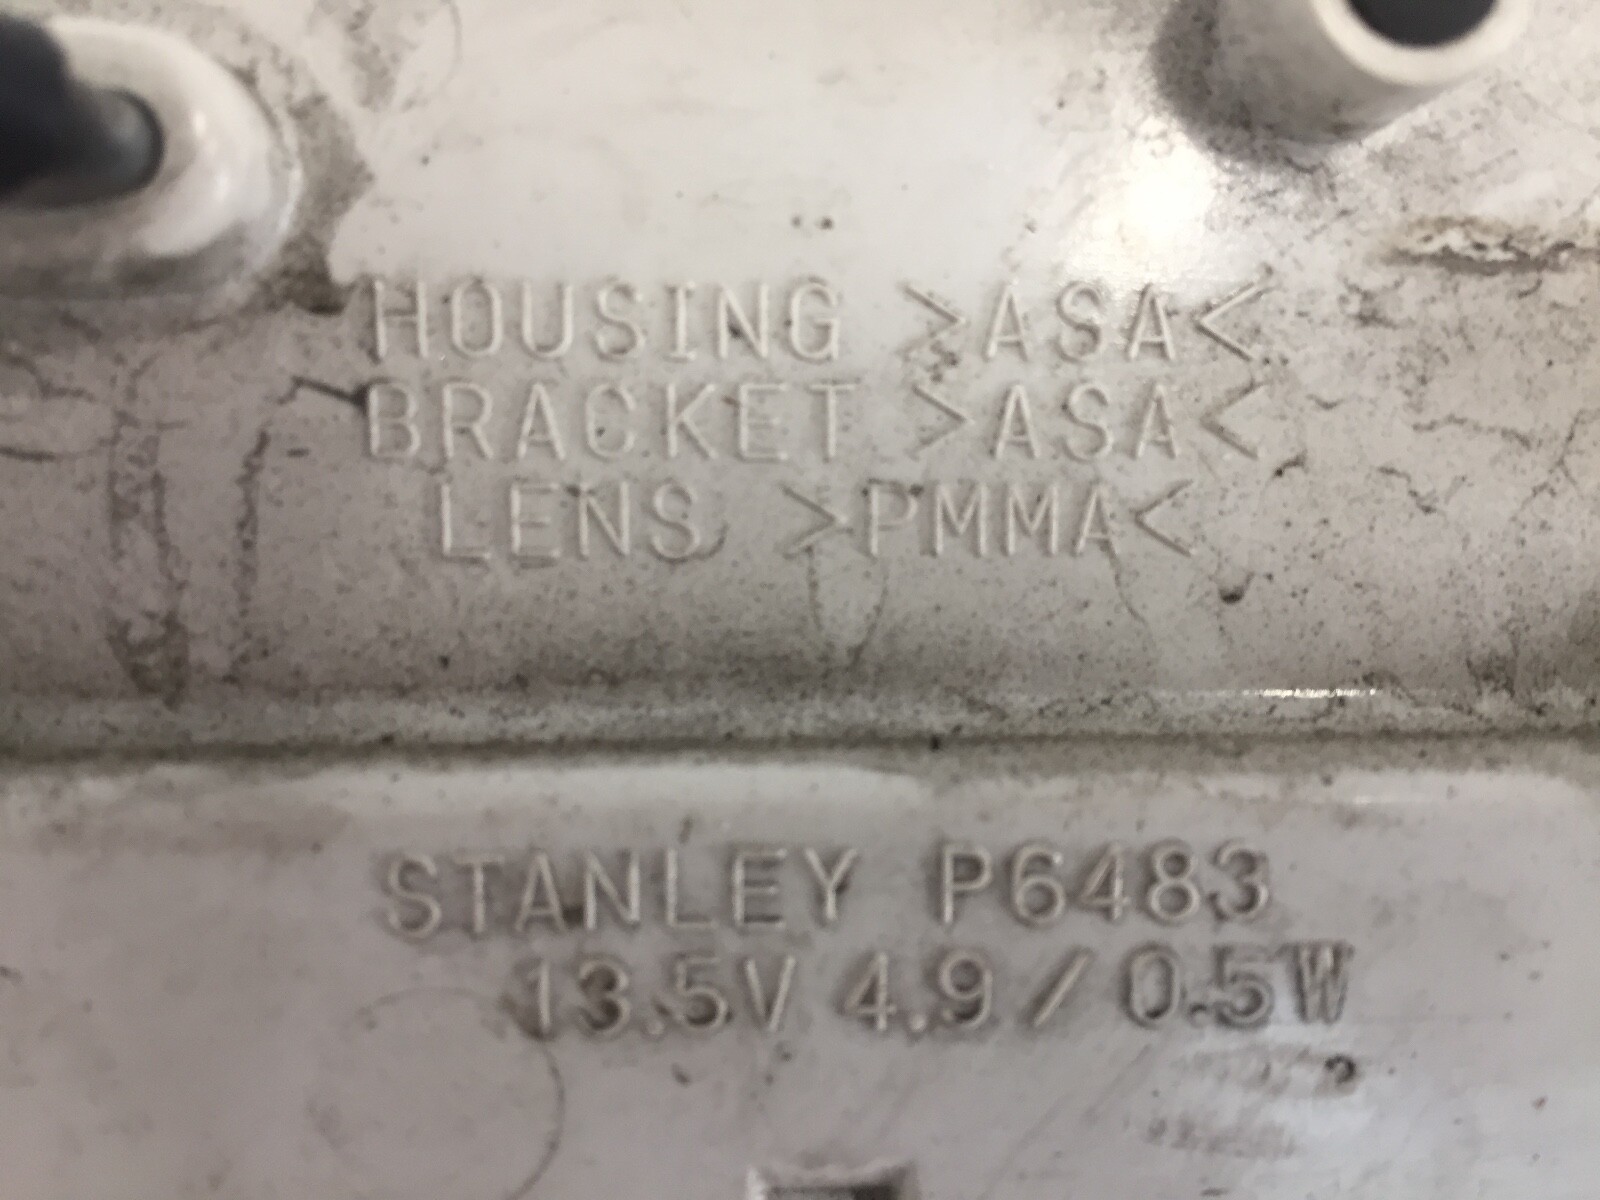 HOUSING >ASA<
BRACKET >ASA<
LENS >PMMA<
STANLEY P6483
13.5V 4.9/0.5W